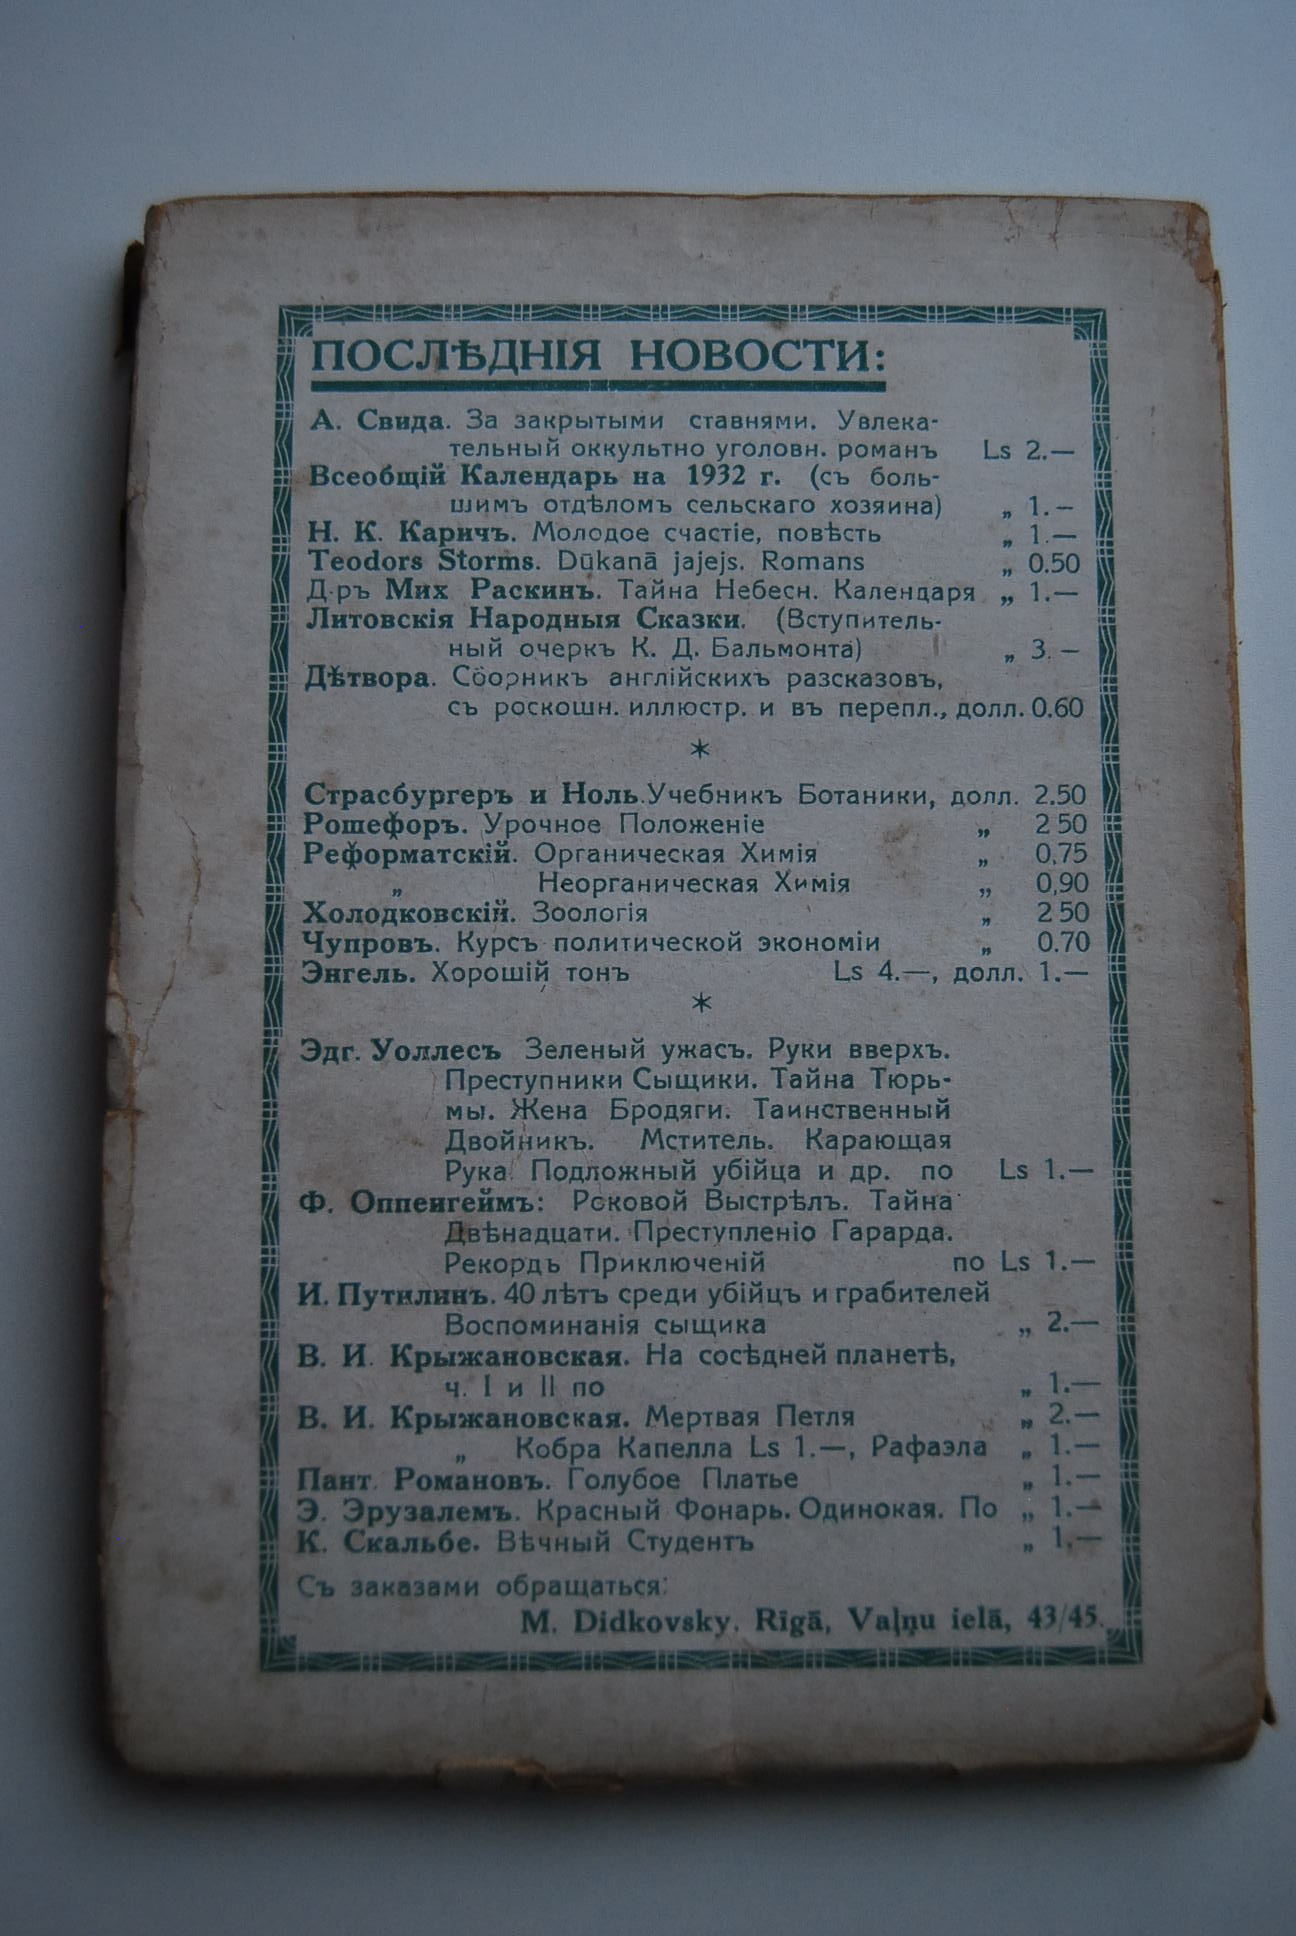 ПОСЛѢДНІЯ НОВОСТИ:
А. Свида. За закрытыми ставнями. Увлека-
тельный оккультно уголовн. романъ Ls 2.—
Всеобщій Календарь на 1932 г. (съ боль-
шимъ отдѣломъ сельскаго хозяина) „ 1.—
Н. К. Каричъ. Молодое счастіе, повѣсть „ 1.—
Teodors Storms. Dūkanā jajejs. Romans „ 0.50
Д-ръ Мих Раскинъ. Тайна Небесн. Календаря „ 1.—
Литовскія Народныя Сказки. (Вступитель-
ный очеркъ К. Д. Бальмонта) „ 3.—
Дѣтвора. Сборникъ англійскихъ разсказовъ,
съ роскошн. иллюстр. и въ перепл., долл. 0.60
*
Страсбургеръ и Ноль. Учебникъ Ботаники, долл. 2.50
Рошефоръ. Урочное Положеніе „ 2 50
Реформатскій. Органическая Химія „ 0,75
„ Неорганическая Химія „ 0,90
Холодковскій. Зоологія „ 2 50
Чупровъ. Курсъ политической экономіи „ 0.70
Энгель. Хорошій тонъ Ls 4.—, долл. 1.—
*
Эдг. Уоллесъ Зеленый ужасъ. Руки вверхъ.
Преступники Сыщики. Тайна Тюрь-
мы. Жена Бродяги. Таинственный
Двойникъ. Мститель. Карающая
Рука. Подложный убійца и др. по Ls 1.—
Ф. Оппенгеймъ: Роковой Выстрѣлъ. Тайна
Двѣнадцати. Преступленіо Гарарда.
Рекордъ Приключеній по Ls 1.—
И. Путилинъ. 40 лѣтъ среди убійцъ и грабителей
Воспоминанія сыщика „ 2.—
В. И. Крыжановская. На сосѣдней планетѣ,
ч. I и II по „ 1.—
В. И. Крыжановская. Мертвая Петля „ 2.—
„ Кобра Капелла Ls 1.—, Рафаэла „ 1.—
Пант. Романовъ. Голубое Платье „ 1.—
Э. Эрузалемъ. Красный Фонарь. Одинокая. По „ 1.—
К. Скальбе. Вѣчный Студентъ „ 1.—
Съ заказами обращаться:
M. Didkovsky. Rīgā, Vaļņu ielā, 43/45.